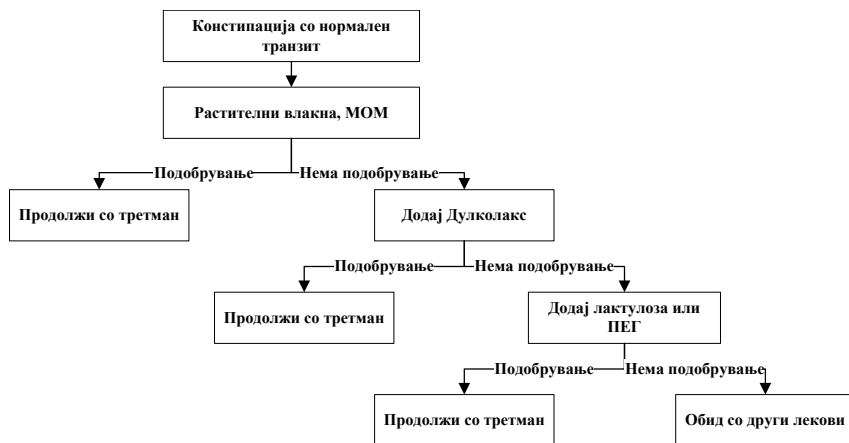 Констипација со нормален
транзит
Растителни влакна, МОМ
Подобрување
Нема подобрување
Продолжи со третман
Додај Дулколакс
Подобрување
Нема подобрување
Продолжи со третман
Додај лактулоза или
ПЕГ
Подобрување
Нема подобрување
Продолжи со третман
Обид со други лекови